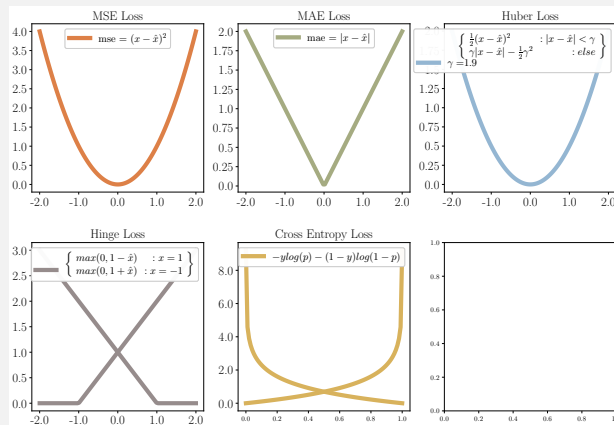 MSE Loss
mse = (x − x̂)²
4.0
3.5
3.0
2.5
2.0
1.5
1.0
0.5
0.0
-2.0 -1.0 0.0 1.0 2.0
MAE Loss
mae = |x − x̂|
2.0
1.75
1.5
1.25
1.0
0.75
0.5
0.25
0.0
-2.0 -1.0 0.0 1.0 2.0
Huber Loss
{ ½(x − x̂)² : |x − x̂| < γ
γ|x − x̂| − ½γ² : else }
γ =1.9
1.5
1.25
1.0
0.75
0.5
0.25
0.0
-2.0 -1.0 0.0 1.0 2.0
Hinge Loss
{ max(0, 1 − x̂) : x = 1
max(0, 1 + x̂) : x = −1 }
3.0
2.5
2.0
1.0
0.0
-2.0 -1.0 0.0 1.0 2.0
Cross Entropy Loss
−ylog(p) − (1 − y)log(1 − p)
8.0
6.0
4.0
2.0
0.0
0.0 0.2 0.4 0.6 0.8 1.0
1.0
0.8
0.6
0.4
0.2
0.0
0.0 0.2 0.4 0.6 0.8